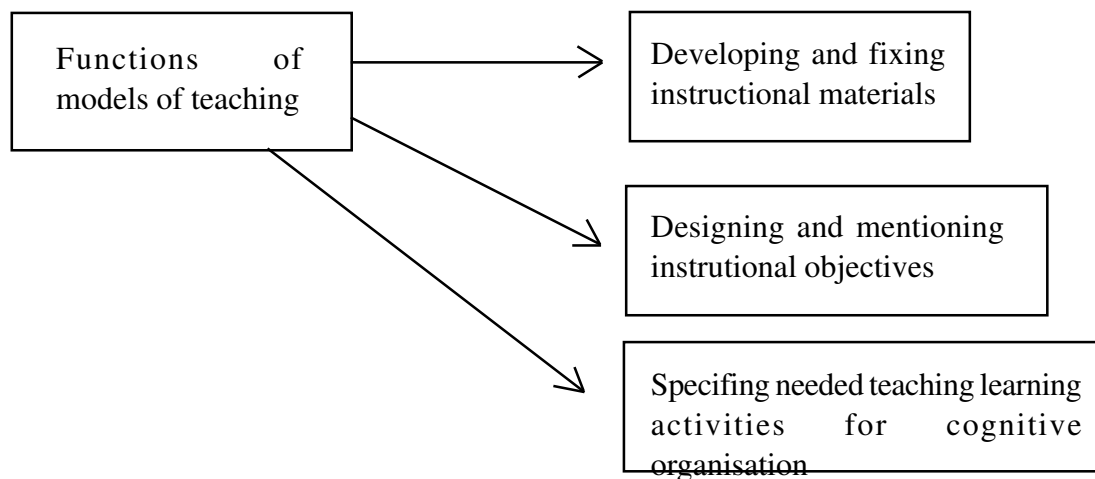 Functions of
models of teaching
Developing and fixing
instructional materials
Designing and mentioning
instrutional objectives
Specifing needed teaching learning
activities for cognitive
organisation